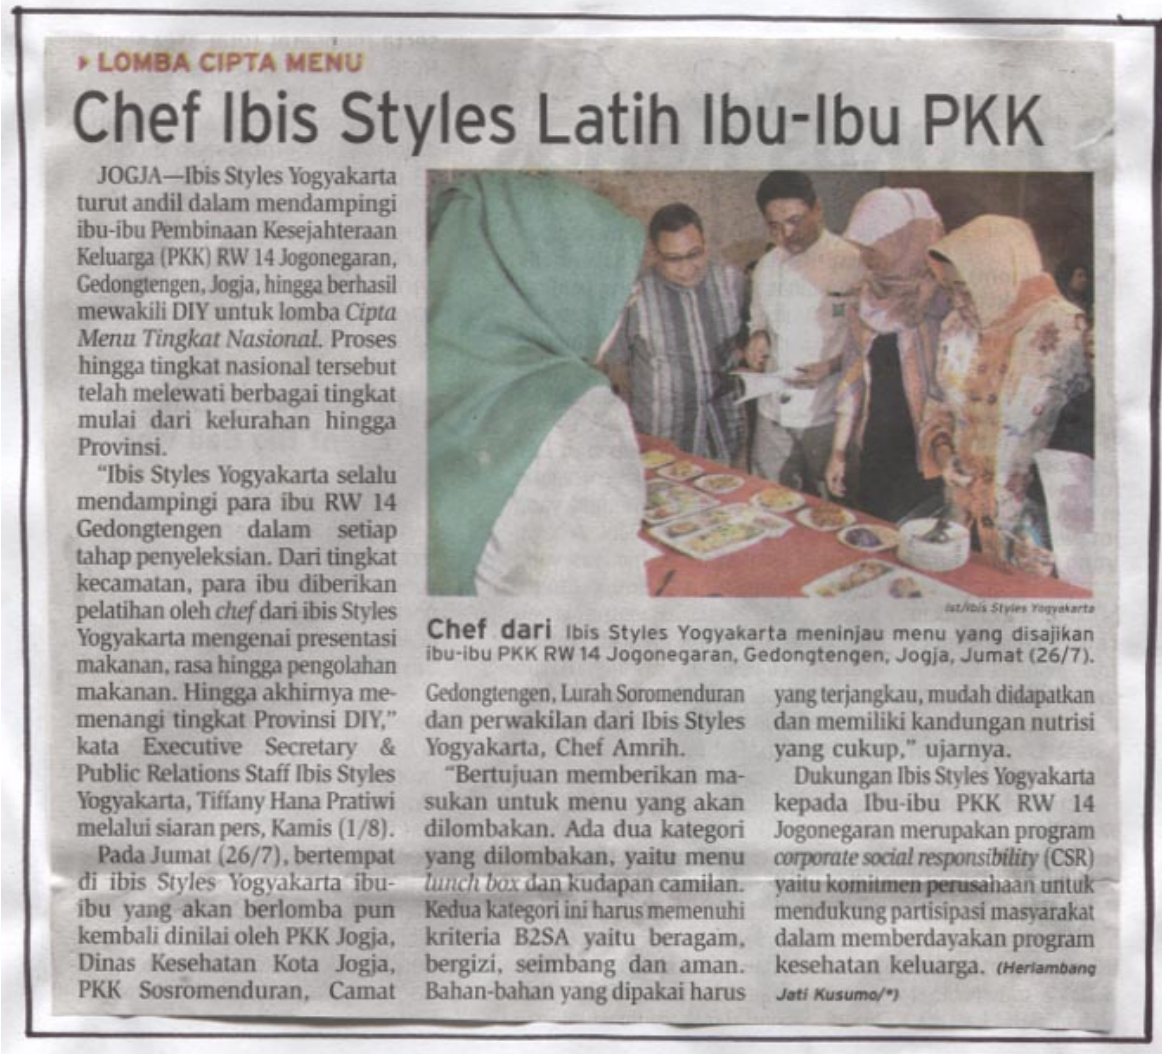 LOMBA CIPTA MENU
Chef Ibis Styles Latih Ibu-Ibu PKK
JOGJA—Ibis Styles Yogyakarta
turut andil dalam mendampingi
ibu-ibu Pembinaan Kesejahteraan
Keluarga (PKK) RW 14 Jogonegaran,
Gedongtengen, Jogja, hingga berhasil
mewakili DIY untuk lomba Cipta
Menu Tingkat Nasional. Proses
hingga tingkat nasional tersebut
telah melewati berbagai tingkat
mulai dari kelurahan hingga
Provinsi.
“Ibis Styles Yogyakarta selalu
mendampingi para ibu RW 14
Gedongtengen dalam setiap
tahap penyeleksian. Dari tingkat
kecamatan, para ibu diberikan
pelatihan oleh chef dari ibis Styles
Yogyakarta mengenai presentasi
makanan, rasa hingga pengolahan
makanan. Hingga akhirnya me-
menangi tingkat Provinsi DIY,”
kata Executive Secretary &
Public Relations Staff Ibis Styles
Yogyakarta, Tiffany Hana Pratiwi
melalui siaran pers, Kamis (1/8).
Pada Jumat (26/7), bertempat
di ibis Styles Yogyakarta ibu-
ibu yang akan berlomba pun
kembali dinilai oleh PKK Jogja,
Dinas Kesehatan Kota Jogja,
PKK Sosromenduran, Camat
Ist/Ibis Styles Yogyakarta
Chef dari Ibis Styles Yogyakarta meninjau menu yang disajikan
ibu-ibu PKK RW 14 Jogonegaran, Gedongtengen, Jogja, Jumat (26/7).
Gedongtengen, Lurah Soromenduran
dan perwakilan dari Ibis Styles
Yogyakarta, Chef Amrih.
“Bertujuan memberikan ma-
sukan untuk menu yang akan
dilombakan. Ada dua kategori
yang dilombakan, yaitu menu
lunch box dan kudapan camilan.
Kedua kategori ini harus memenuhi
kriteria B2SA yaitu beragam,
bergizi, seimbang dan aman.
Bahan-bahan yang dipakai harus
yang terjangkau, mudah didapatkan
dan memiliki kandungan nutrisi
yang cukup,” ujarnya.
Dukungan Ibis Styles Yogyakarta
kepada Ibu-ibu PKK RW 14
Jogonegaran merupakan program
corporate social responsibility (CSR)
yaitu komitmen perusahaan untuk
mendukung partisipasi masyarakat
dalam memberdayakan program
kesehatan keluarga. (Herlambang
Jati Kusumo/*)